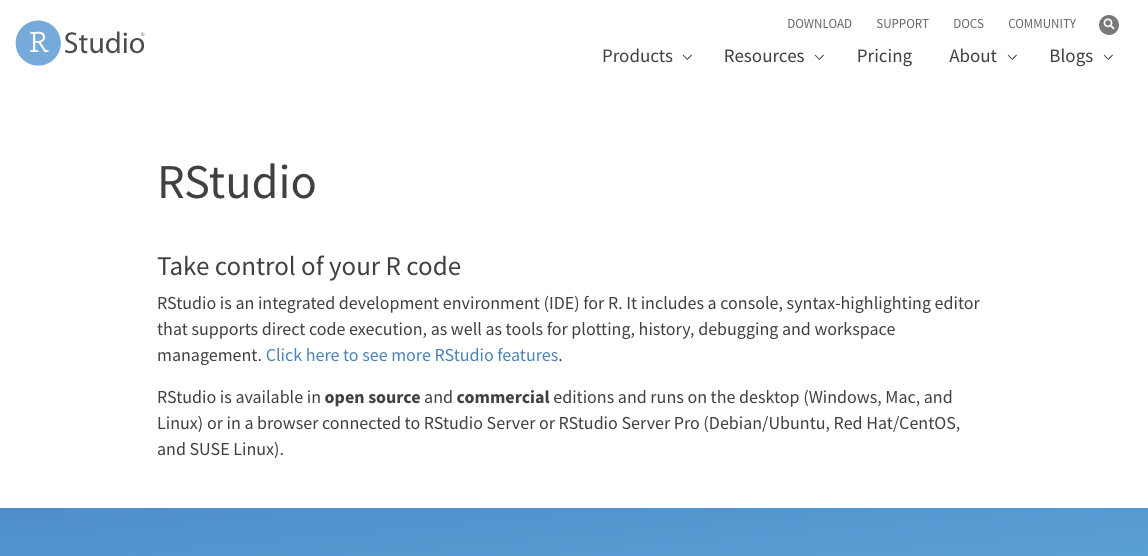 R Studio®
DOWNLOAD SUPPORT DOCS COMMUNITY
Products Resources Pricing About Blogs
RStudio
Take control of your R code
RStudio is an integrated development environment (IDE) for R. It includes a console, syntax-highlighting editor
that supports direct code execution, as well as tools for plotting, history, debugging and workspace
management. Click here to see more RStudio features.
RStudio is available in open source and commercial editions and runs on the desktop (Windows, Mac, and
Linux) or in a browser connected to RStudio Server or RStudio Server Pro (Debian/Ubuntu, Red Hat/CentOS,
and SUSE Linux).